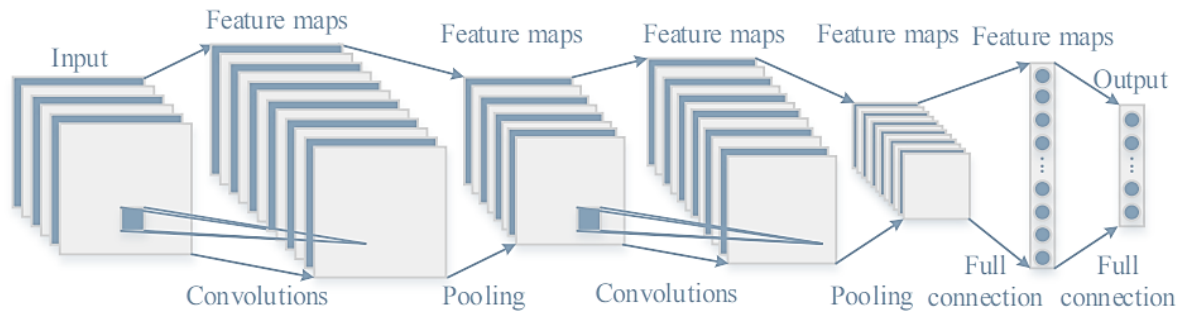 Input
Feature maps
Feature maps
Feature maps
Feature maps
Feature maps
Output
Convolutions
Pooling
Convolutions
Pooling
Full
connection
Full
connection